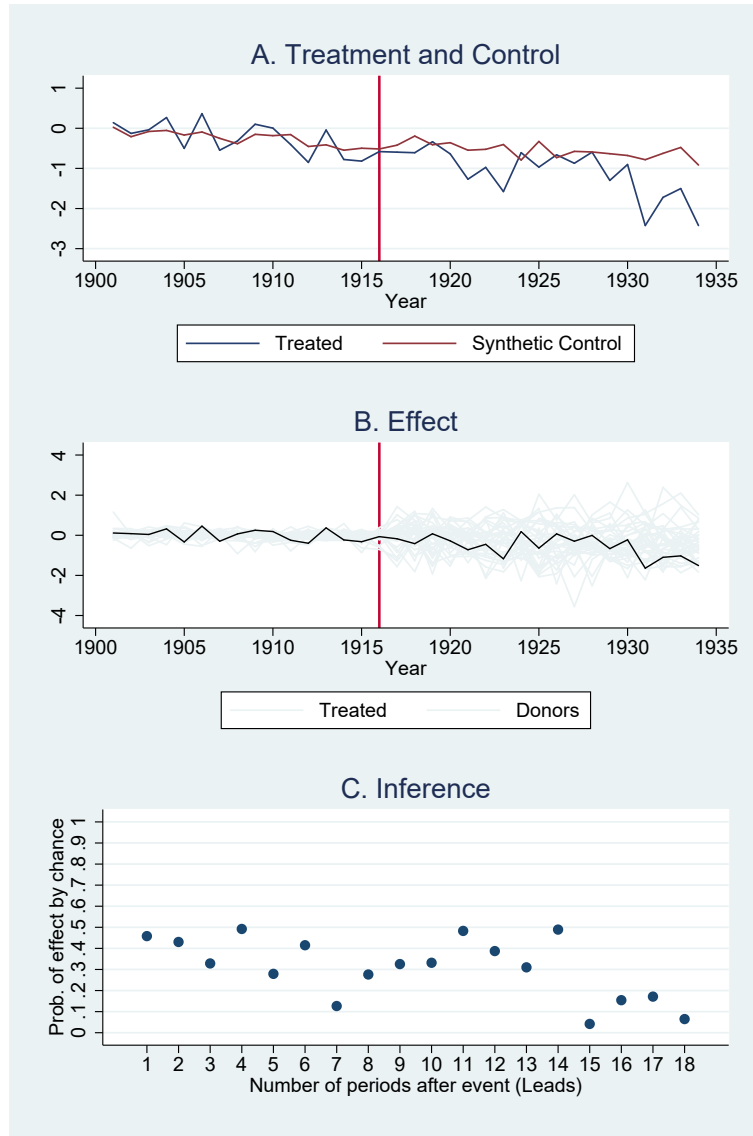 A. Treatment and Control
1
0
-1
-2
-3
1900 1905 1910 1915 1920 1925 1930 1935
Year
Treated Synthetic Control
B. Effect
4
2
0
-2
-4
1900 1905 1910 1915 1920 1925 1930 1935
Year
Treated Donors
C. Inference
Prob. of effect by chance
0 .1 .2 .3 .4 .5 .6 .7 .8 .9 1
1 2 3 4 5 6 7 8 9 10 11 12 13 14 15 16 17 18
Number of periods after event (Leads)